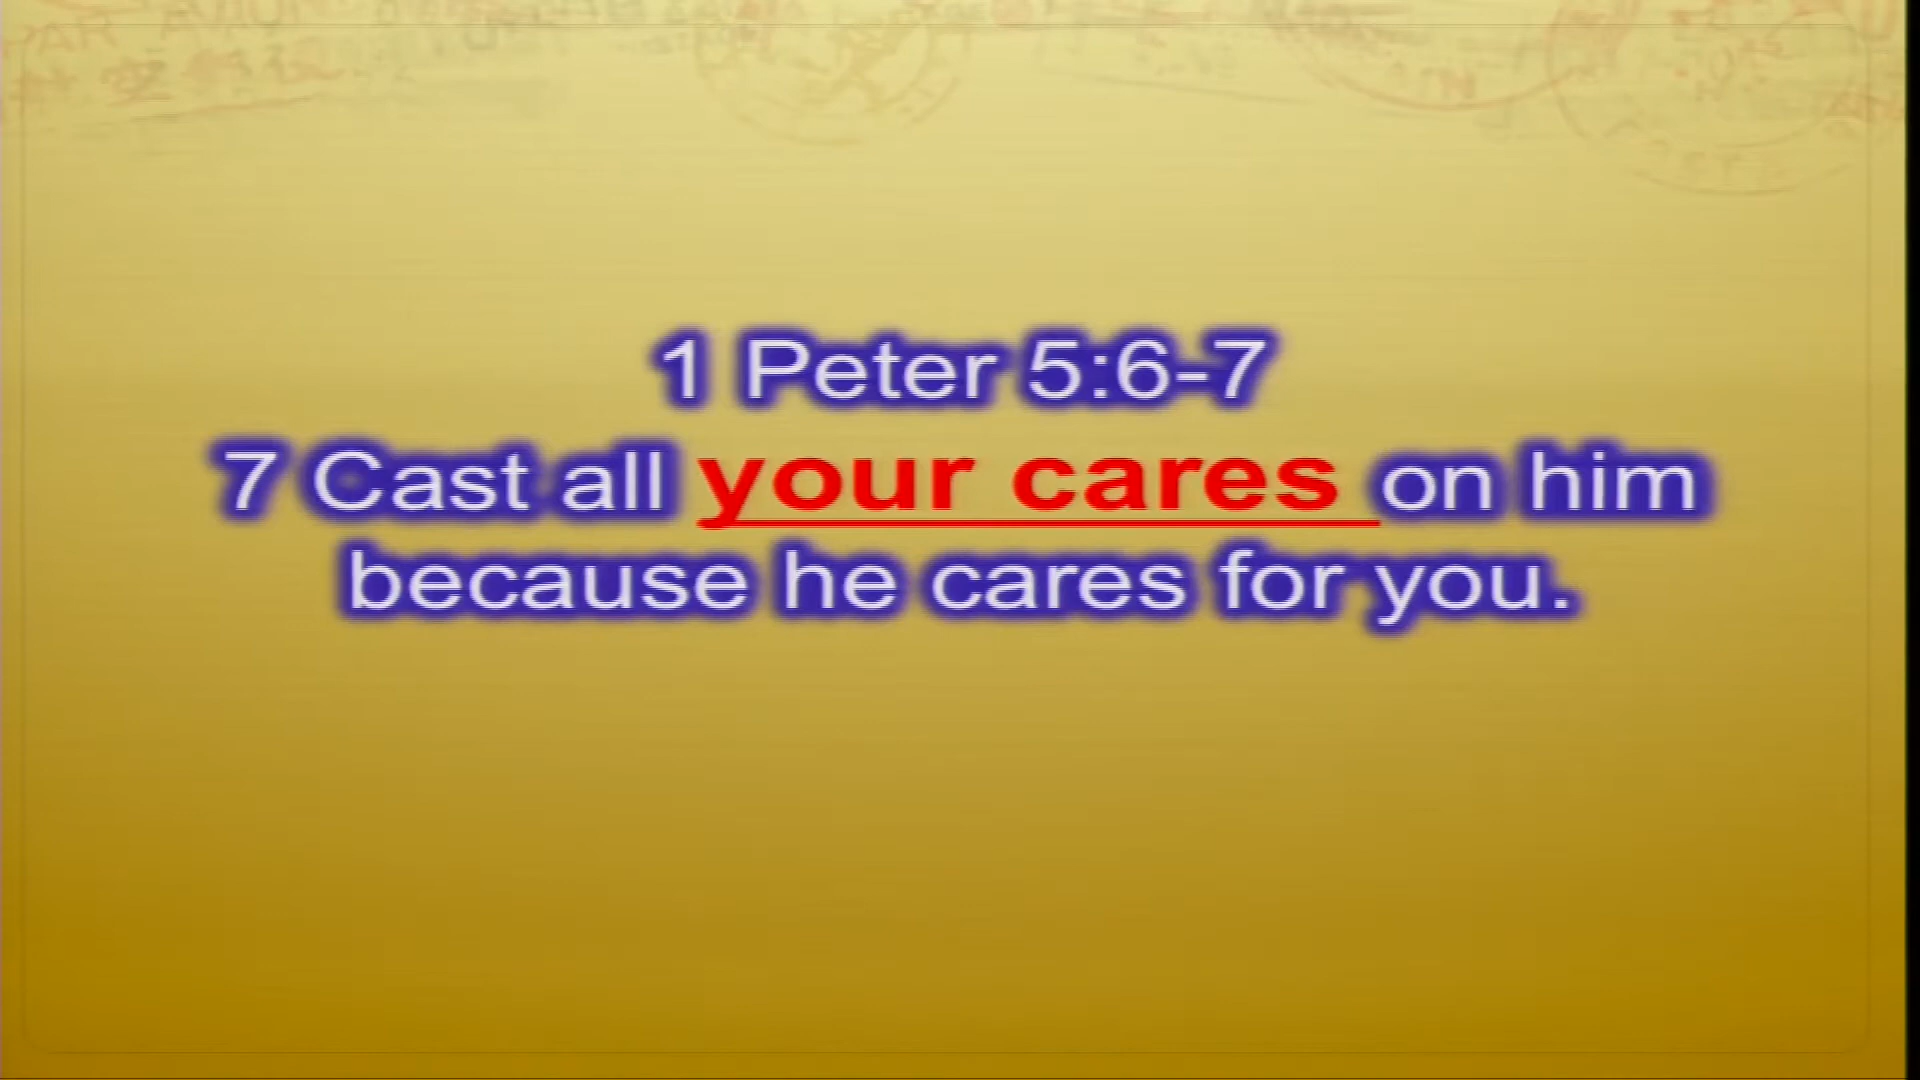 1 Peter 5:6-7
7 Cast all your cares on him
because he cares for you.